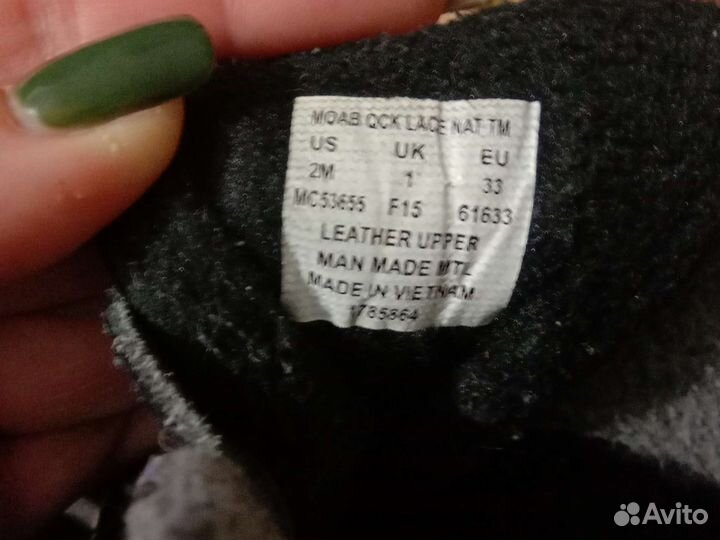 MOAB QCK LACE NAT TM
US UK EU
2M 1 33
MC53655 F15 61633
LEATHER UPPER
MAN MADE MTL
MADE IN VIETNAM
1785864
Avito